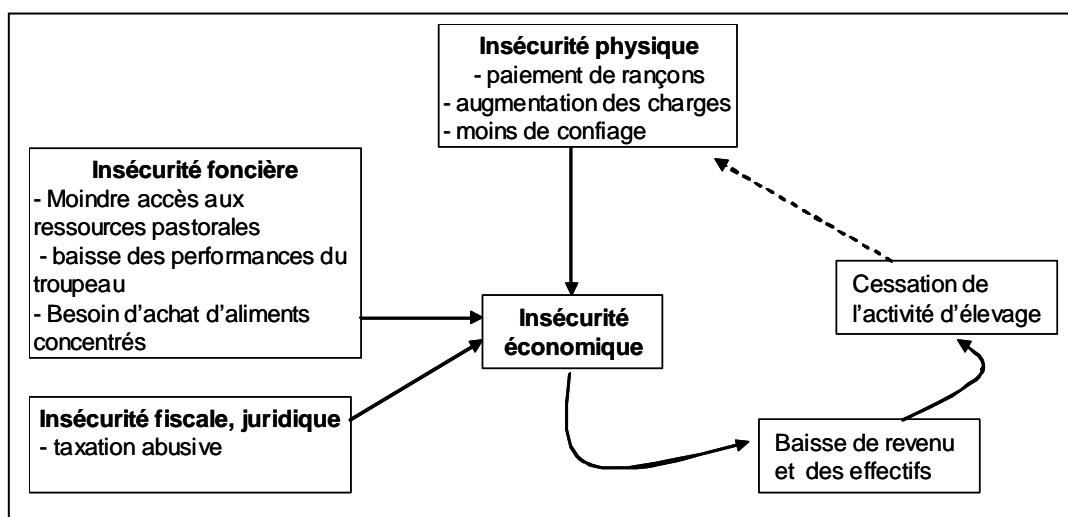 Insécurité physique
- paiement de rançons
- augmentation des charges
- moins de confiage
Insécurité foncière
- Moindre accès aux
ressources pastorales
- baisse des performances du
troupeau
- Besoin d'achat d'aliments
concentrés
Insécurité fiscale, juridique
- taxation abusive
Insécurité
économique
Cessation de
l'activité d'élevage
Baisse de revenu
et des effectifs